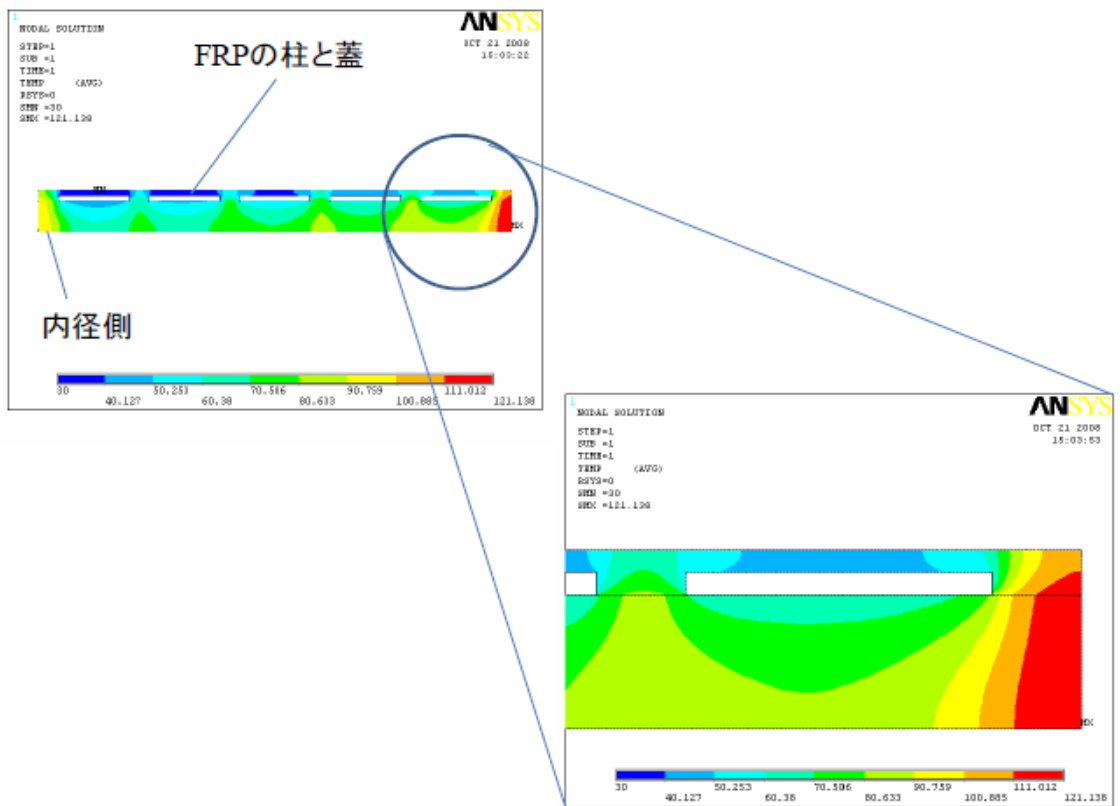 1
NODAL SOLUTION
STEP=1
SUB =1
TIME=1
TEMP (AVG)
RSYS=0
SMN =30
SMX =121.138
ANSYS
OCT 21 2008
15:03:22
FRPの柱と蓋
MN
MX
内径側
30 50.253 70.506 90.759 111.012
40.127 60.38 80.633 100.885 121.138
1
NODAL SOLUTION
STEP=1
SUB =1
TIME=1
TEMP (AVG)
RSYS=0
SMN =30
SMX =121.138
ANSYS
OCT 21 2008
15:03:53
MX
30 50.253 70.506 90.759 111.012
40.127 60.38 80.633 100.885 121.138